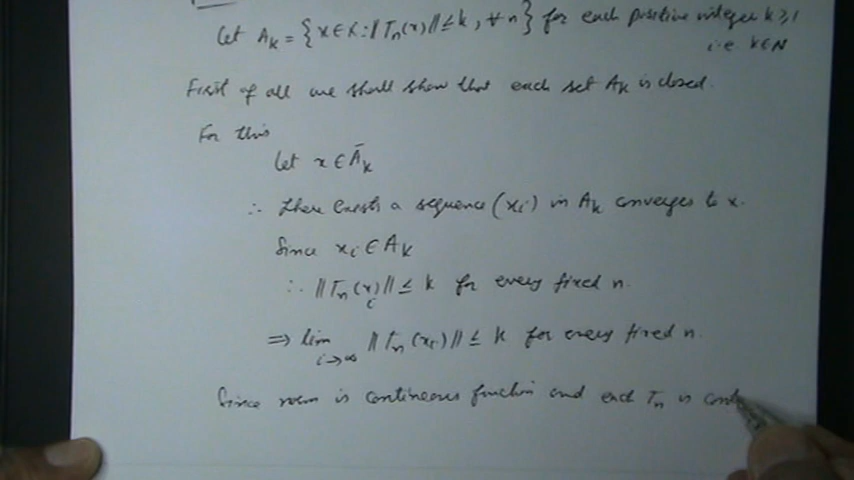 Let A_k = {x ∈ X : ||T_n(x)|| ≤ k, ∀ n} for each positive integer k ≥ 1
i.e k ∈ N
First of all we shall show that each set A_k is closed.
For this
Let x ∈ Ā_k
∴ there exists a sequence (x_i) in A_k converges to x.
Since x_i ∈ A_k
∴ ||T_n(x_i)|| ≤ k for every fixed n.
⇒ lim_{i→∞} ||T_n(x_i)|| ≤ k for every fixed n.
Since norm is continuous function and each T_n is cont